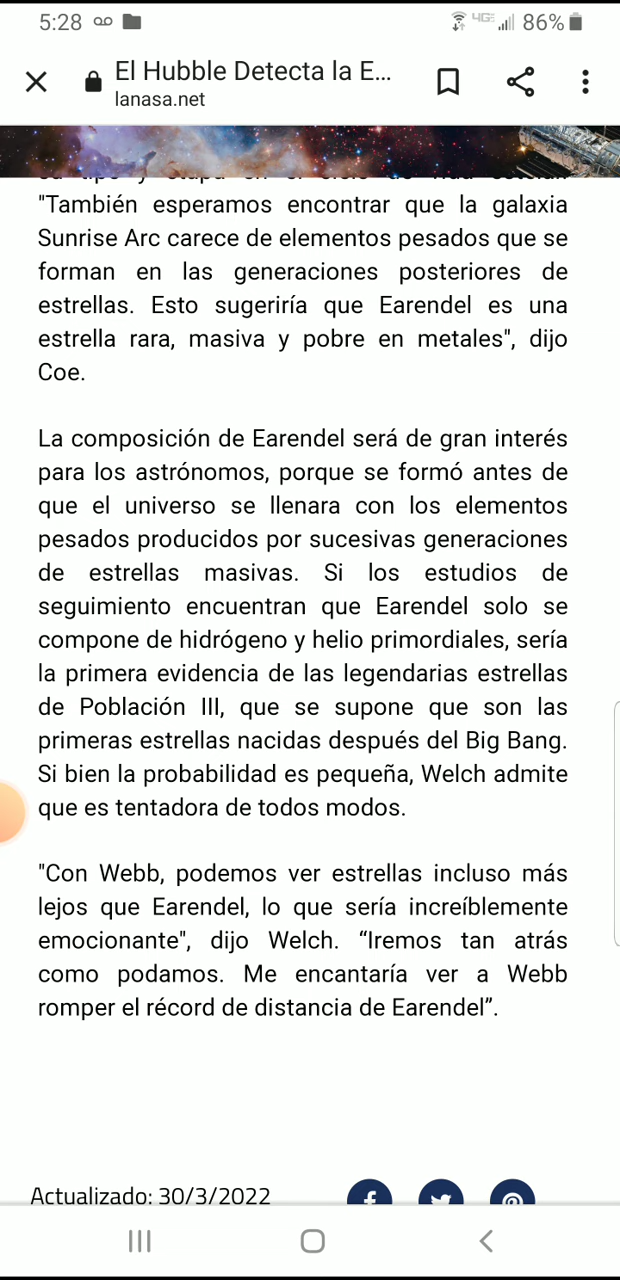 5:28
4GE 86%
El Hubble Detecta la E...
lanasa.net
"También esperamos encontrar que la galaxia
Sunrise Arc carece de elementos pesados que se
forman en las generaciones posteriores de
estrellas. Esto sugeriría que Earendel es una
estrella rara, masiva y pobre en metales", dijo
Coe.
La composición de Earendel será de gran interés
para los astrónomos, porque se formó antes de
que el universo se llenara con los elementos
pesados producidos por sucesivas generaciones
de estrellas masivas. Si los estudios de
seguimiento encuentran que Earendel solo se
compone de hidrógeno y helio primordiales, sería
la primera evidencia de las legendarias estrellas
de Población III, que se supone que son las
primeras estrellas nacidas después del Big Bang.
Si bien la probabilidad es pequeña, Welch admite
que es tentadora de todos modos.
"Con Webb, podemos ver estrellas incluso más
lejos que Earendel, lo que sería increíblemente
emocionante", dijo Welch. “Iremos tan atrás
como podamos. Me encantaría ver a Webb
romper el récord de distancia de Earendel”.
Actualizado: 30/3/2022